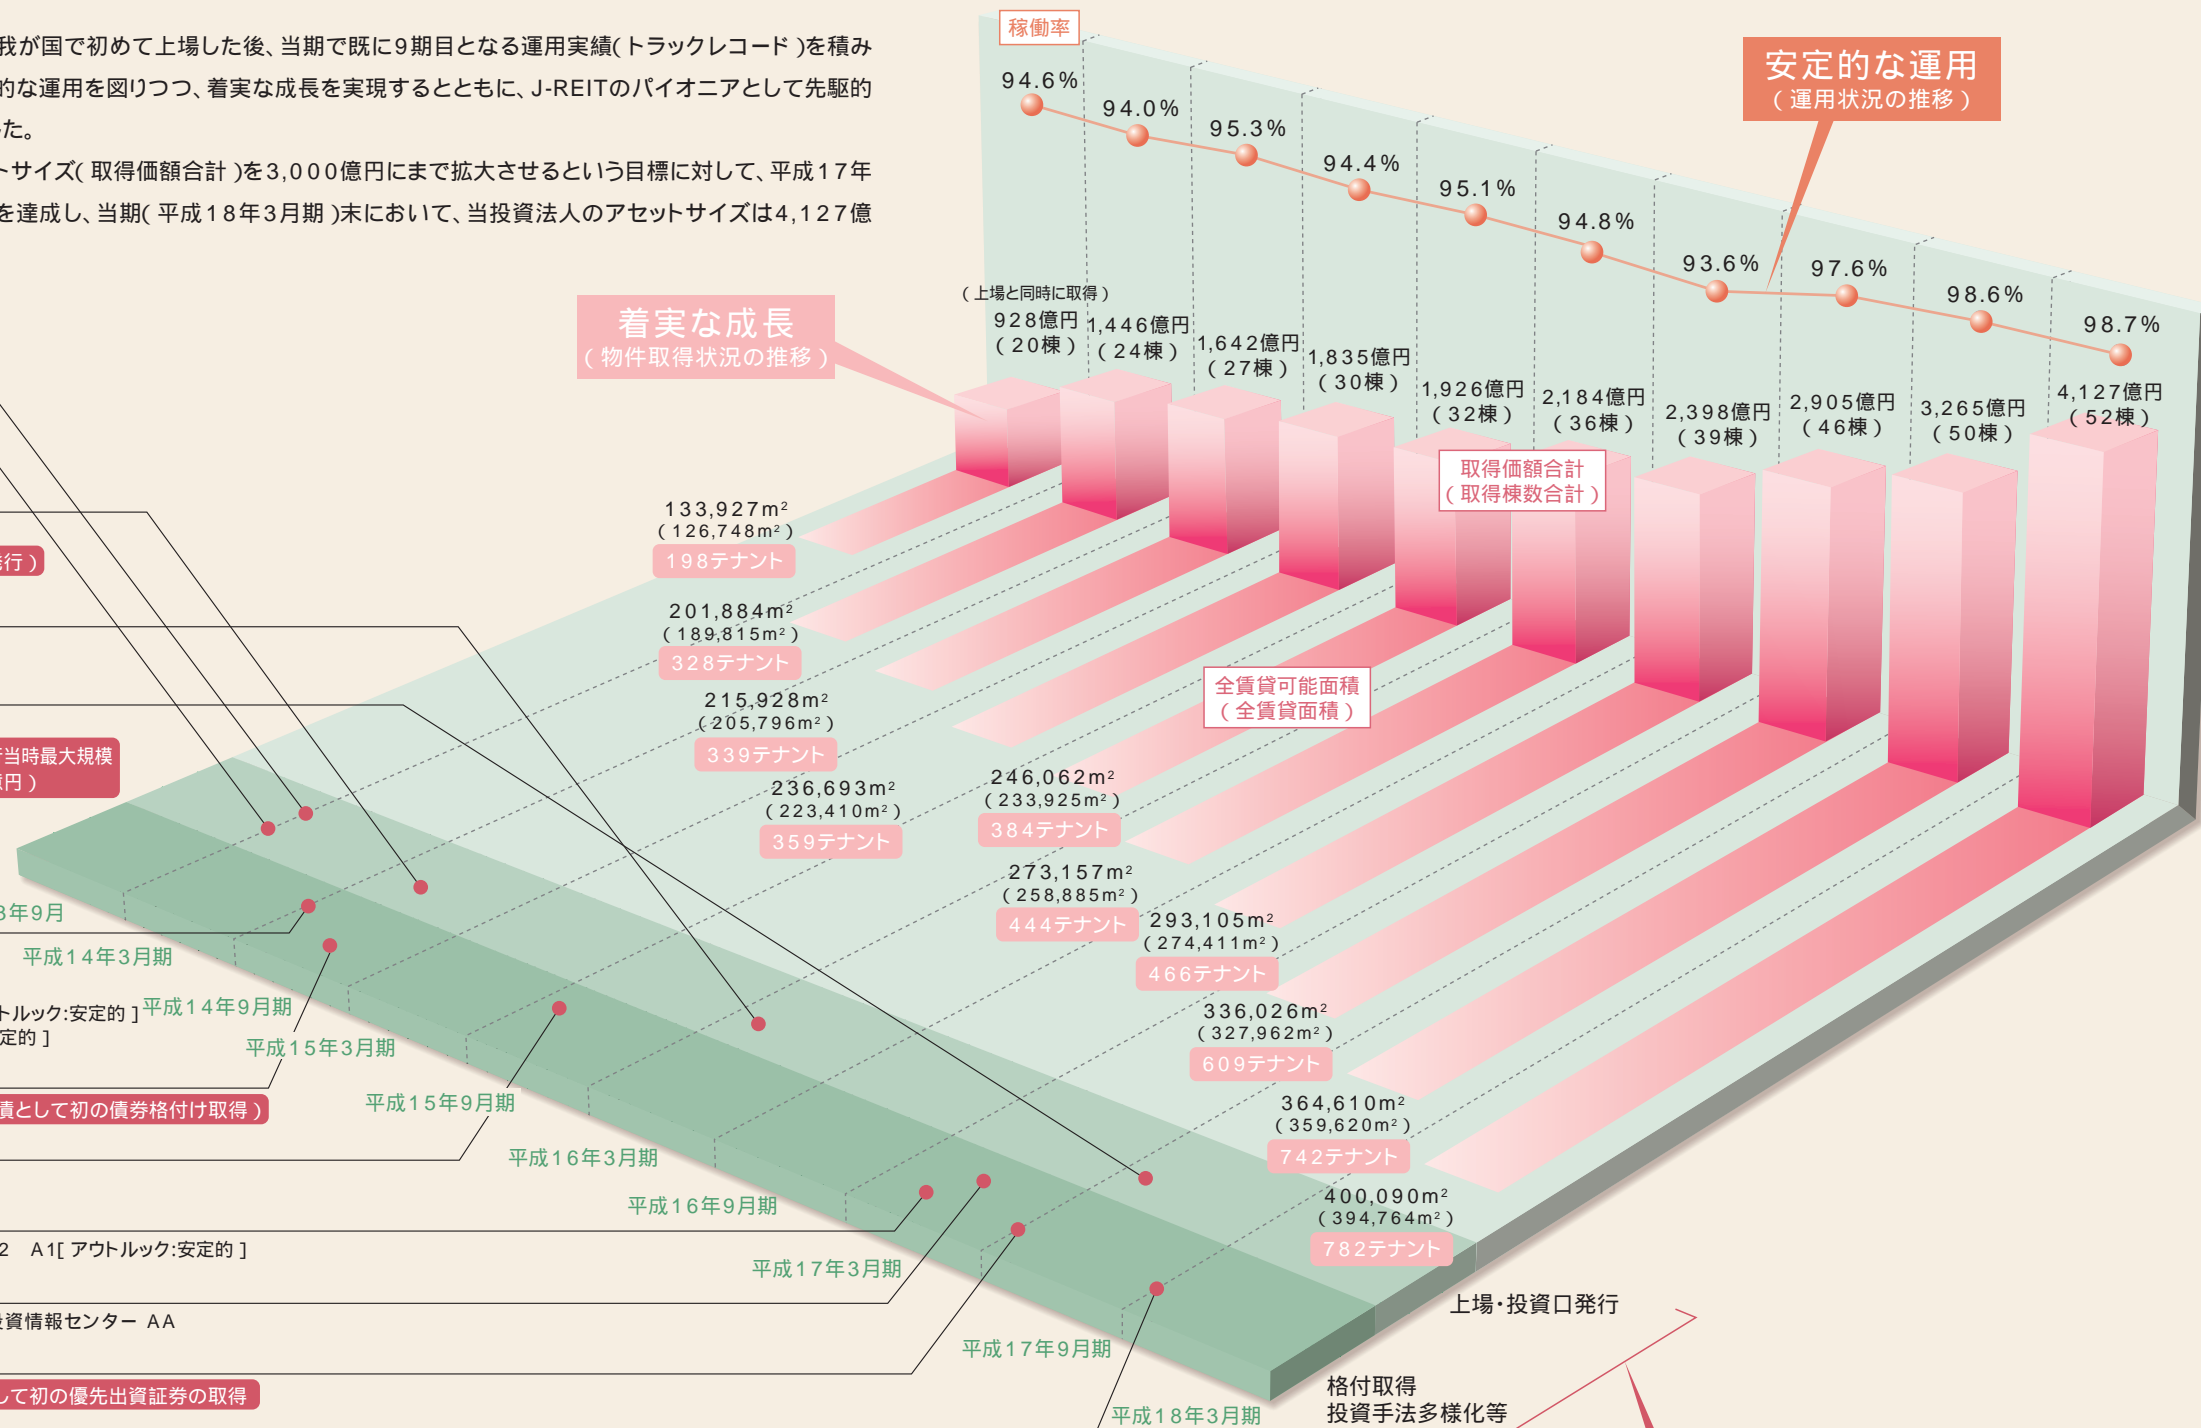 我が国で初めて上場した後、当期で既に9期目となる運用実績(トラックレコード)を積み
的な運用を図りつつ、着実な成長を実現するとともに、J-REITのパイオニアとして先駆的
た。
トサイズ(取得価額合計)を3,000億円にまで拡大させるという目標に対して、平成17年
を達成し、当期(平成18年3月期)末において、当投資法人のアセットサイズは4,127億
稼働率
94.6%
94.0%
95.3%
94.4%
95.1%
94.8%
93.6%
97.6%
98.6%
98.7%
安定的な運用
(運用状況の推移)
着実な成長
(物件取得状況の推移)
(上場と同時に取得)
928億円
(20棟)
1,446億円
(24棟)
1,642億円
(27棟)
1,835億円
(30棟)
1,926億円
(32棟)
2,184億円
(36棟)
2,398億円
(39棟)
2,905億円
(46棟)
3,265億円
(50棟)
4,127億円
(52棟)
取得価額合計
(取得棟数合計)
133,927m²
(126,748m²)
198テナント
201,884m²
(189,815m²)
328テナント
215,928m²
(205,796m²)
339テナント
236,693m²
(223,410m²)
359テナント
246,062m²
(233,925m²)
384テナント
273,157m²
(258,885m²)
444テナント
293,105m²
(274,411m²)
466テナント
336,026m²
(327,962m²)
609テナント
364,610m²
(359,620m²)
742テナント
400,090m²
(394,764m²)
782テナント
全賃貸可能面積
(全賃貸面積)
行)
当時最大規模
円)
年9月
平成14年3月期
平成14年9月期
平成15年3月期
平成15年9月期
平成16年3月期
平成16年9月期
平成17年3月期
平成17年9月期
平成18年3月期
トルック:安定的]
定的]
債として初の債券格付け取得)
2 A1[アウトルック:安定的]
資情報センター AA
して初の優先出資証券の取得
上場・投資口発行
格付取得
投資手法多様化等